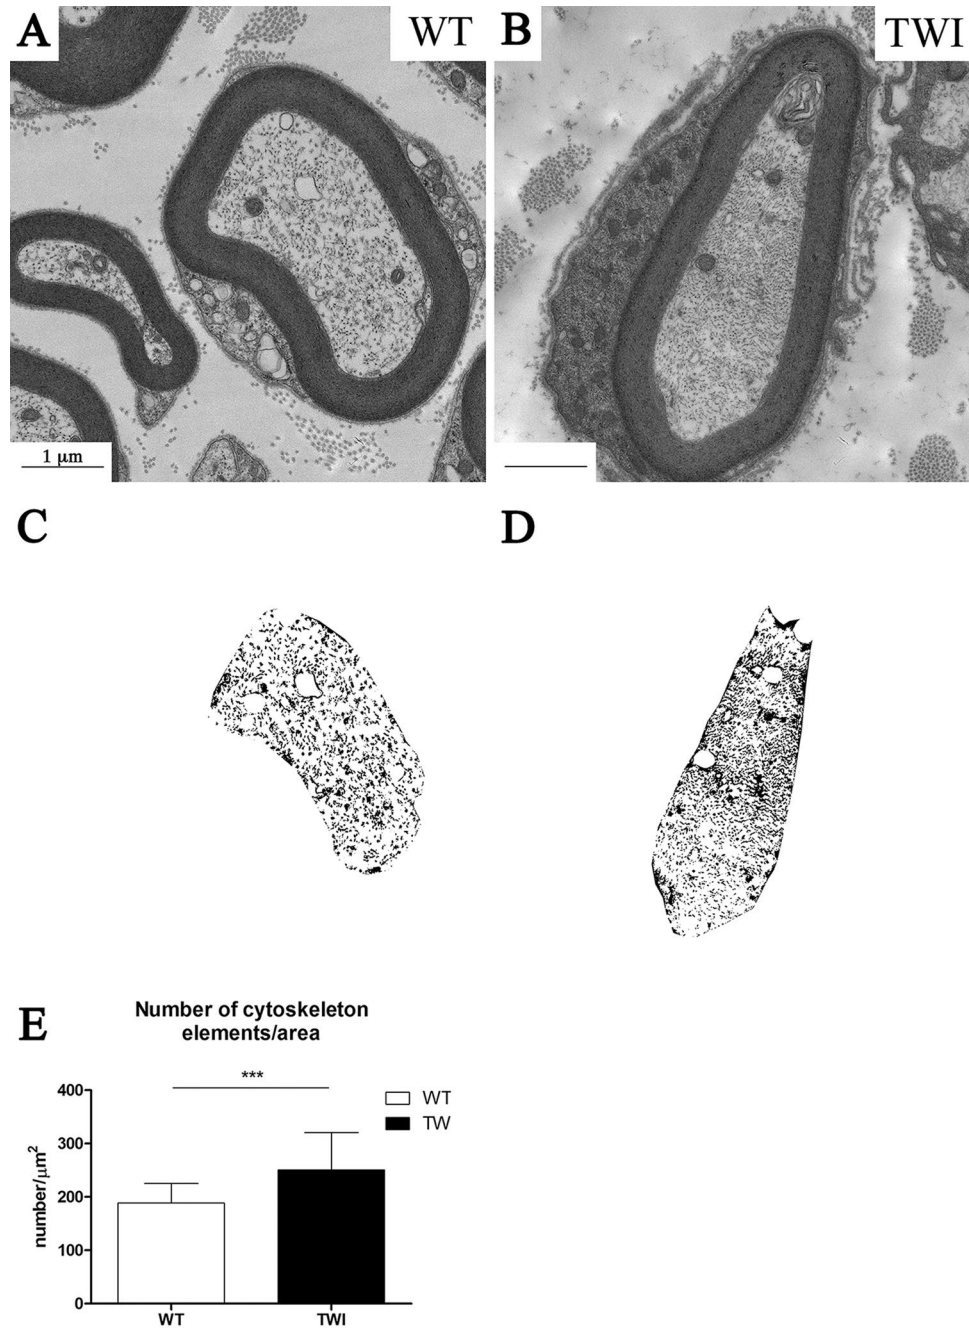 A
WT
B
TWI
1 μm
C
D
E
Number of cytoskeleton
elements/area
***
400
300
200
100
0
number/μm²
WT
TW
WT
TWI